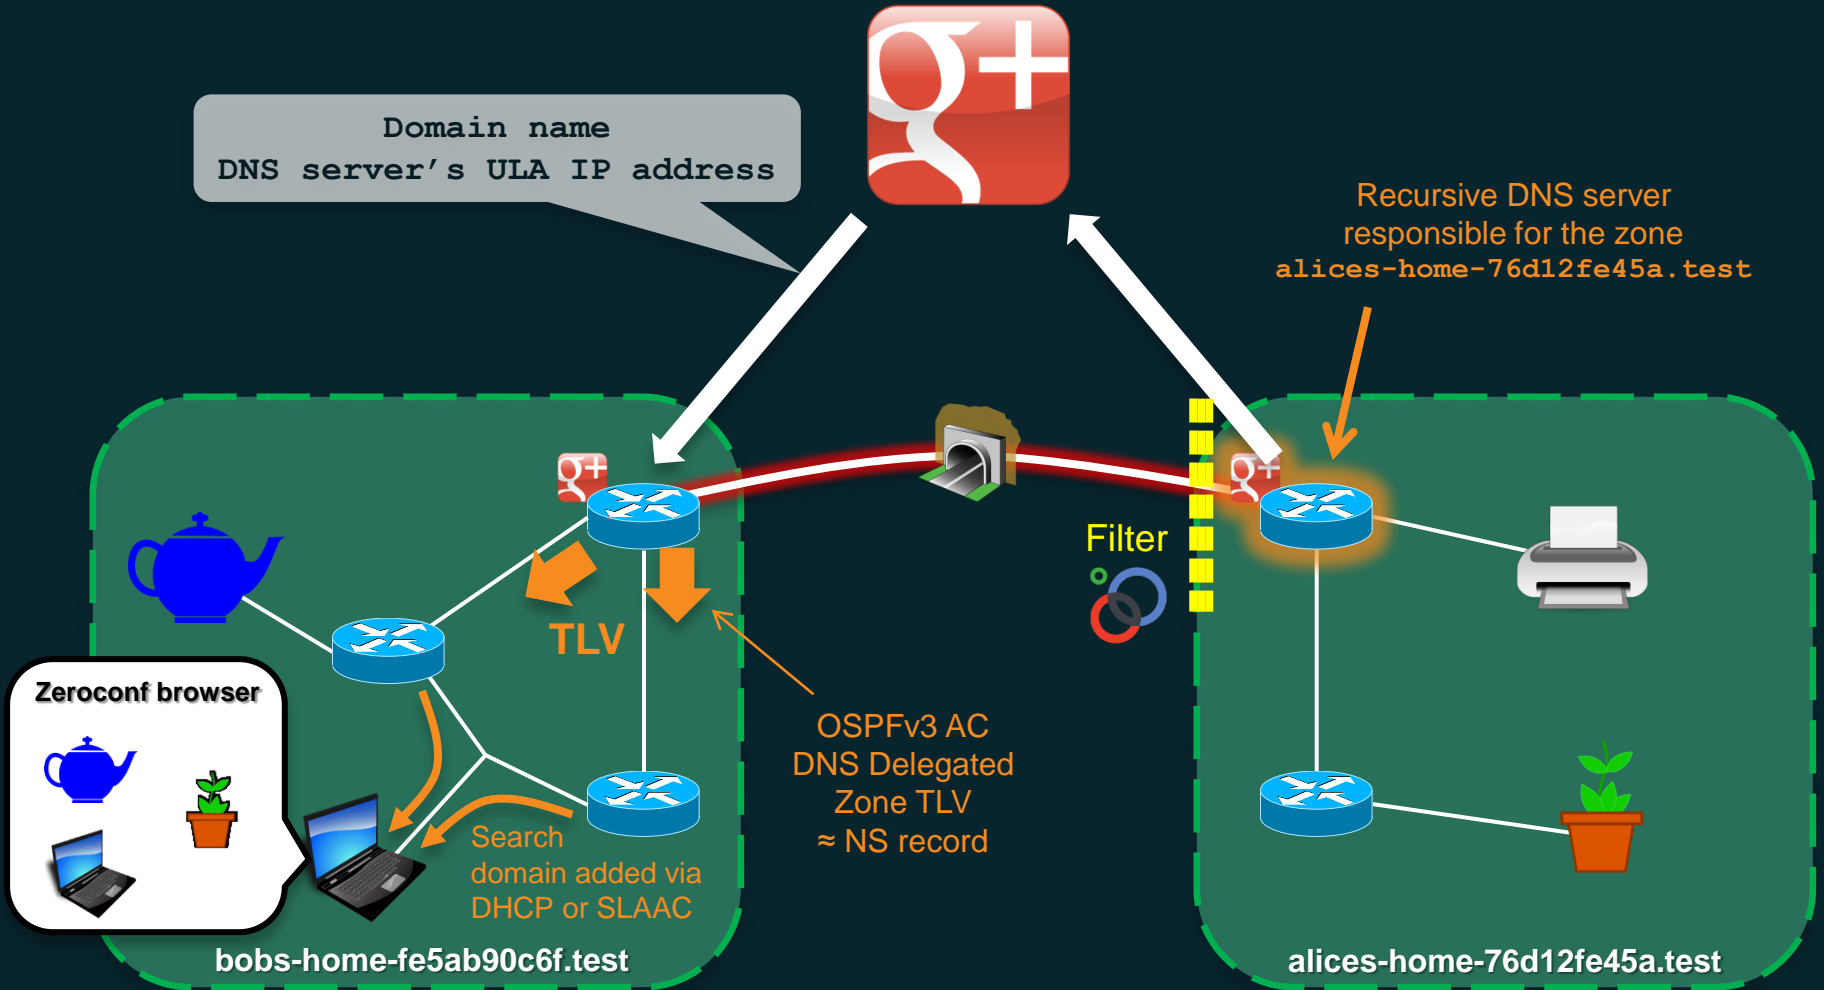 g+
Domain name
DNS server's ULA IP address
Recursive DNS server
responsible for the zone
alices-home-76d12fe45a.test
g+
g+
Filter
TLV
Zeroconf browser
OSPFv3 AC
DNS Delegated
Zone TLV
≈ NS record
Search
domain added via
DHCP or SLAAC
bobs-home-fe5ab90c6f.test
alices-home-76d12fe45a.test